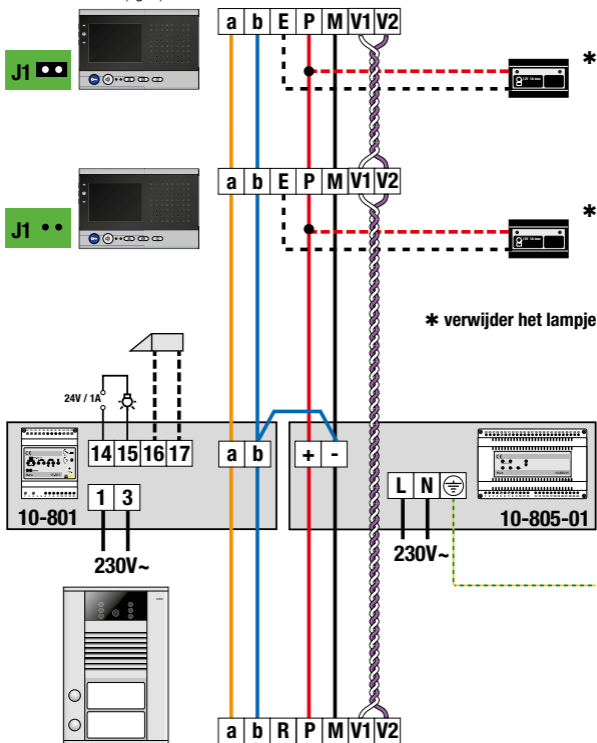 a b E P M V1 V2
J1
*
a b E P M V1 V2
J1
*
* verwijder het lampje
24V / 1A
14 15 16 17
a b
+ -
1 3
L N
10-801
10-805-01
230V~
230V~
a b R P M V1 V2